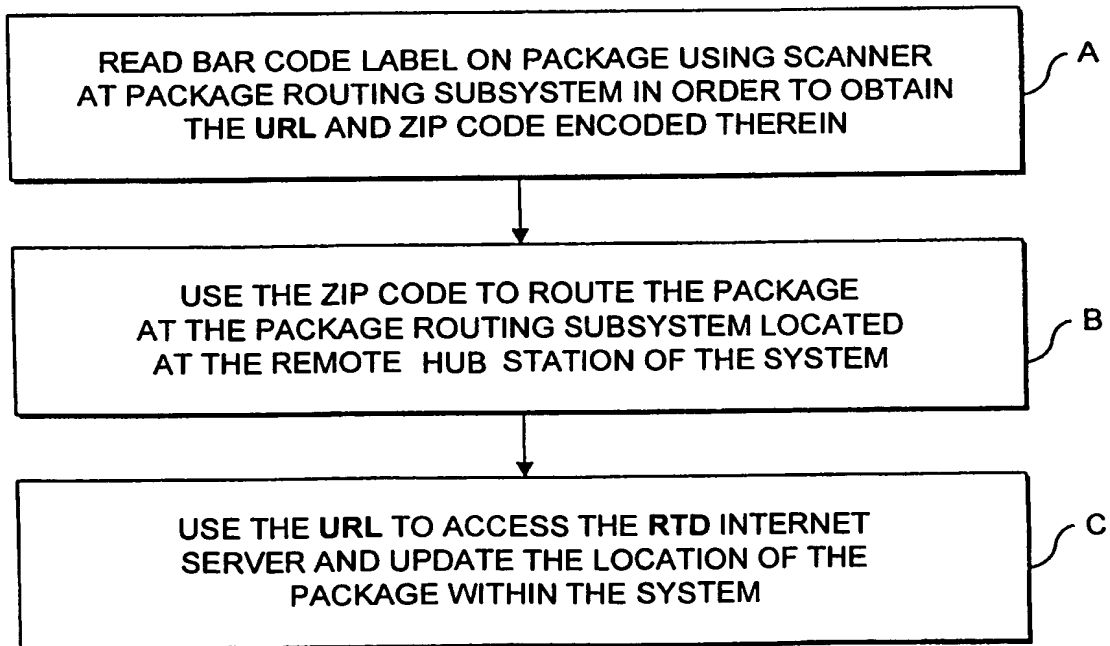 READ BAR CODE LABEL ON PACKAGE USING SCANNER
AT PACKAGE ROUTING SUBSYSTEM IN ORDER TO OBTAIN
THE URL AND ZIP CODE ENCODED THEREIN
A
USE THE ZIP CODE TO ROUTE THE PACKAGE
AT THE PACKAGE ROUTING SUBSYSTEM LOCATED
AT THE REMOTE HUB STATION OF THE SYSTEM
B
USE THE URL TO ACCESS THE RTD INTERNET
SERVER AND UPDATE THE LOCATION OF THE
PACKAGE WITHIN THE SYSTEM
C